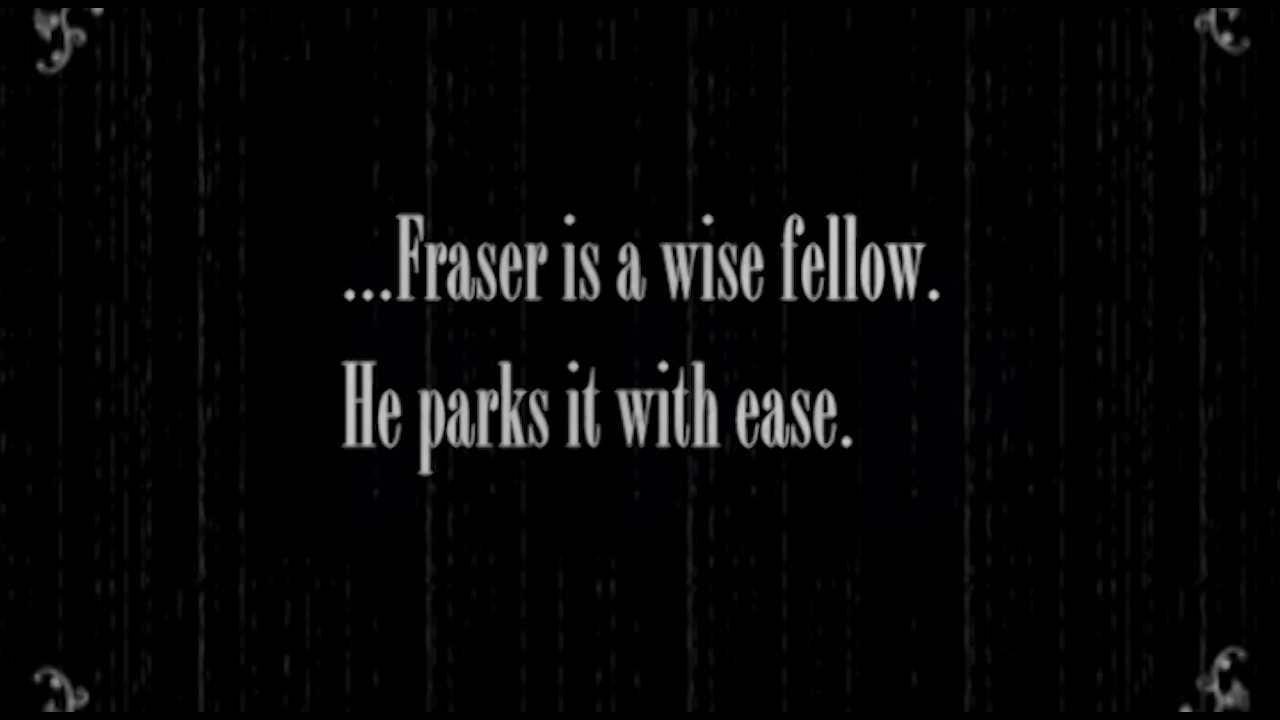 ...Fraser is a wise fellow.
He parks it with ease.